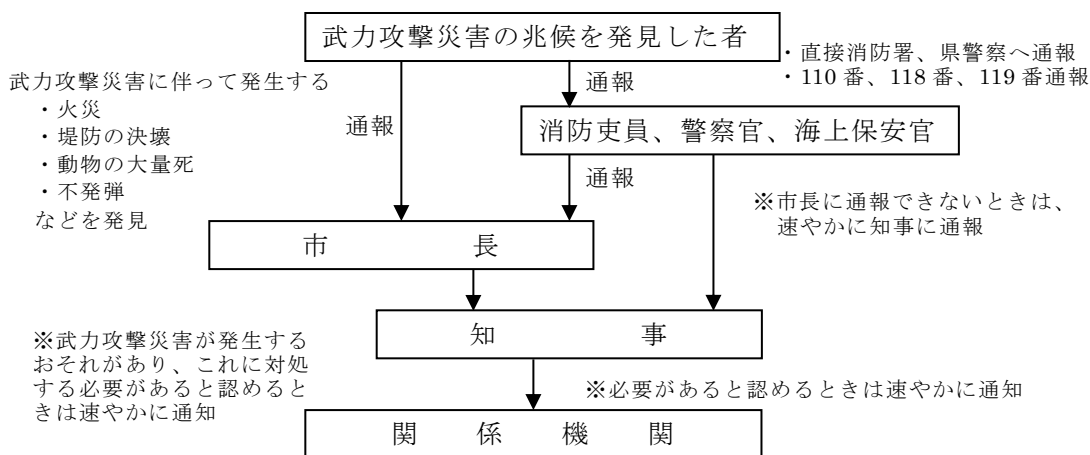 武力攻撃災害の兆候を発見した者
・直接消防署、県警察へ通報
・110 番、118 番、119 番通報
武力攻撃災害に伴って発生する
・火災
・堤防の決壊
・動物の大量死
・不発弾
などを発見
通報
通報
消防吏員、警察官、海上保安官
通報
※市長に通報できないときは、
速やかに知事に通報
市　　　長
知　　　事
※武力攻撃災害が発生する
おそれがあり、これに対処
する必要があると認めると
きは速やかに通知
※必要があると認めるときは速やかに通知
関　係　機　関